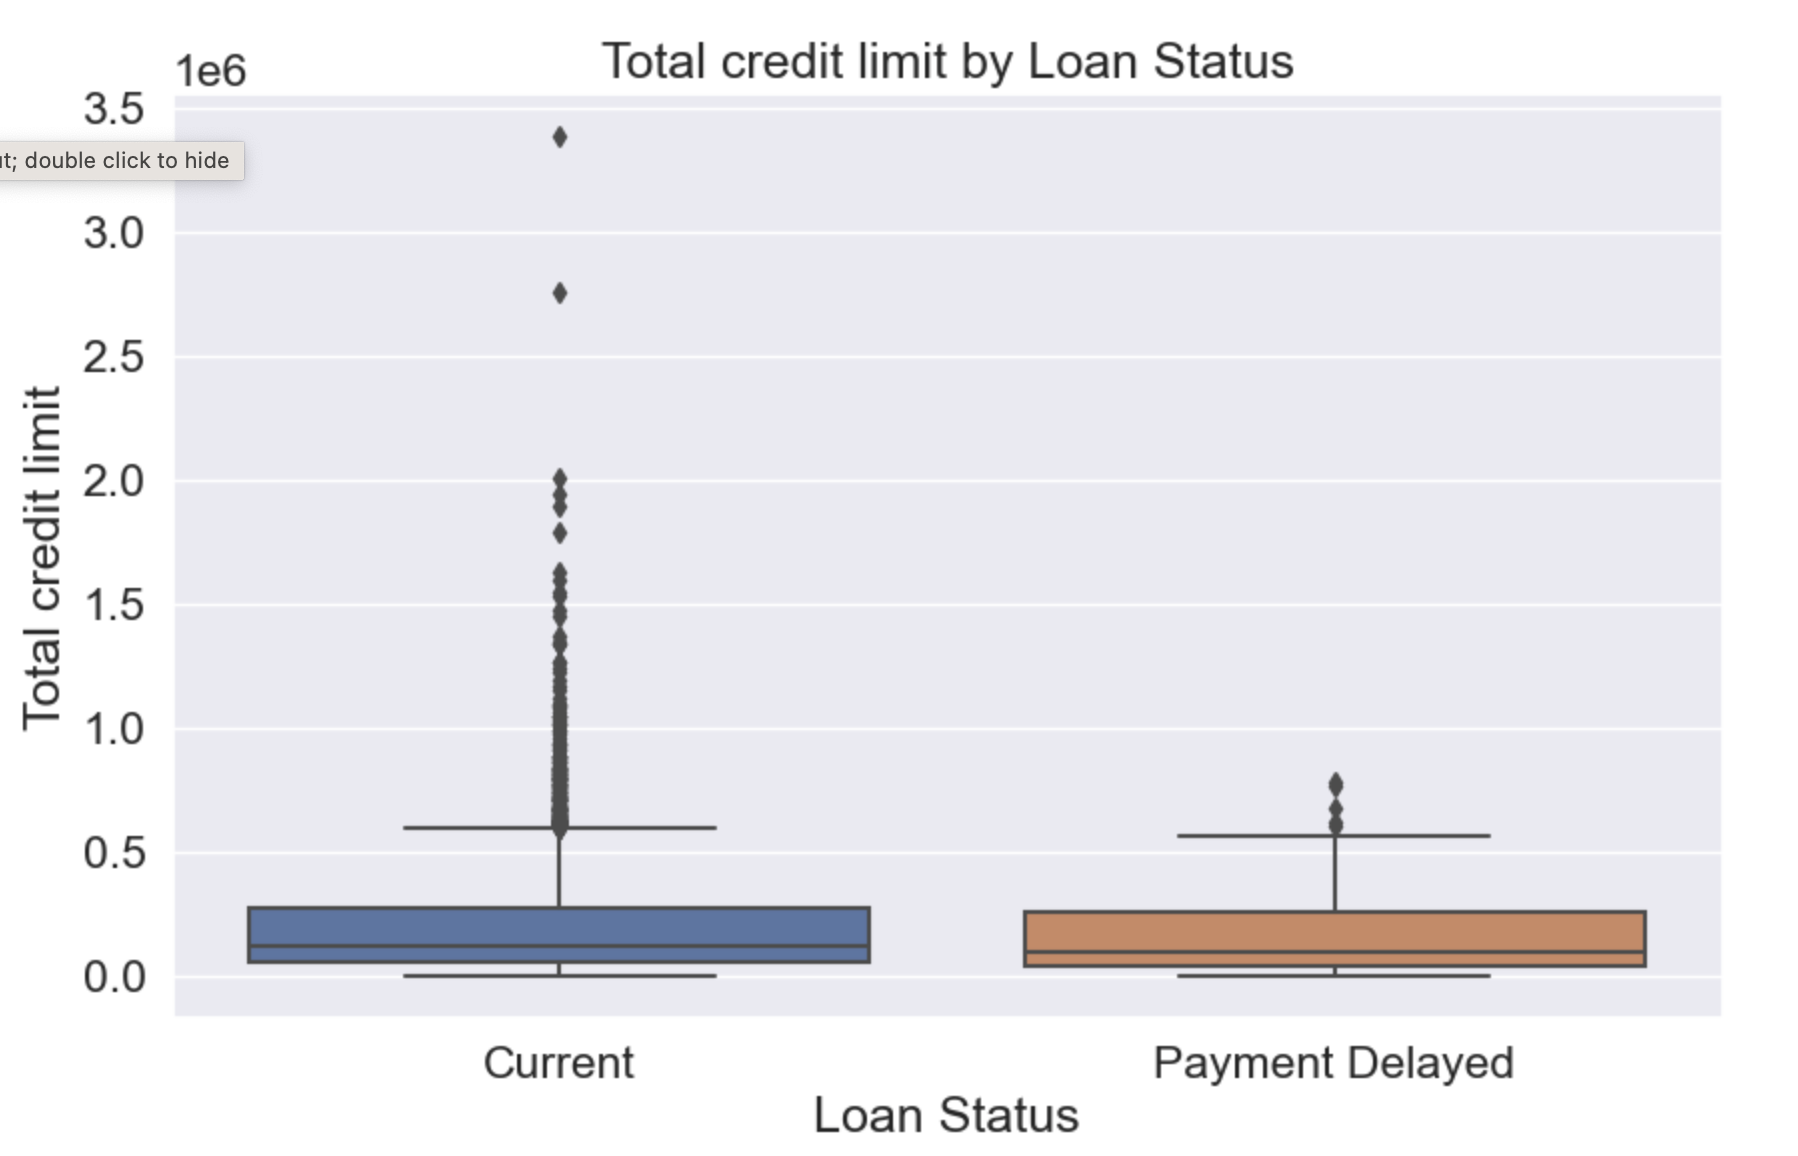 Total credit limit by Loan Status
1e6
3.5
; double click to hide
3.0
2.5
2.0
1.5
1.0
0.5
0.0
Total credit limit
Current
Payment Delayed
Loan Status